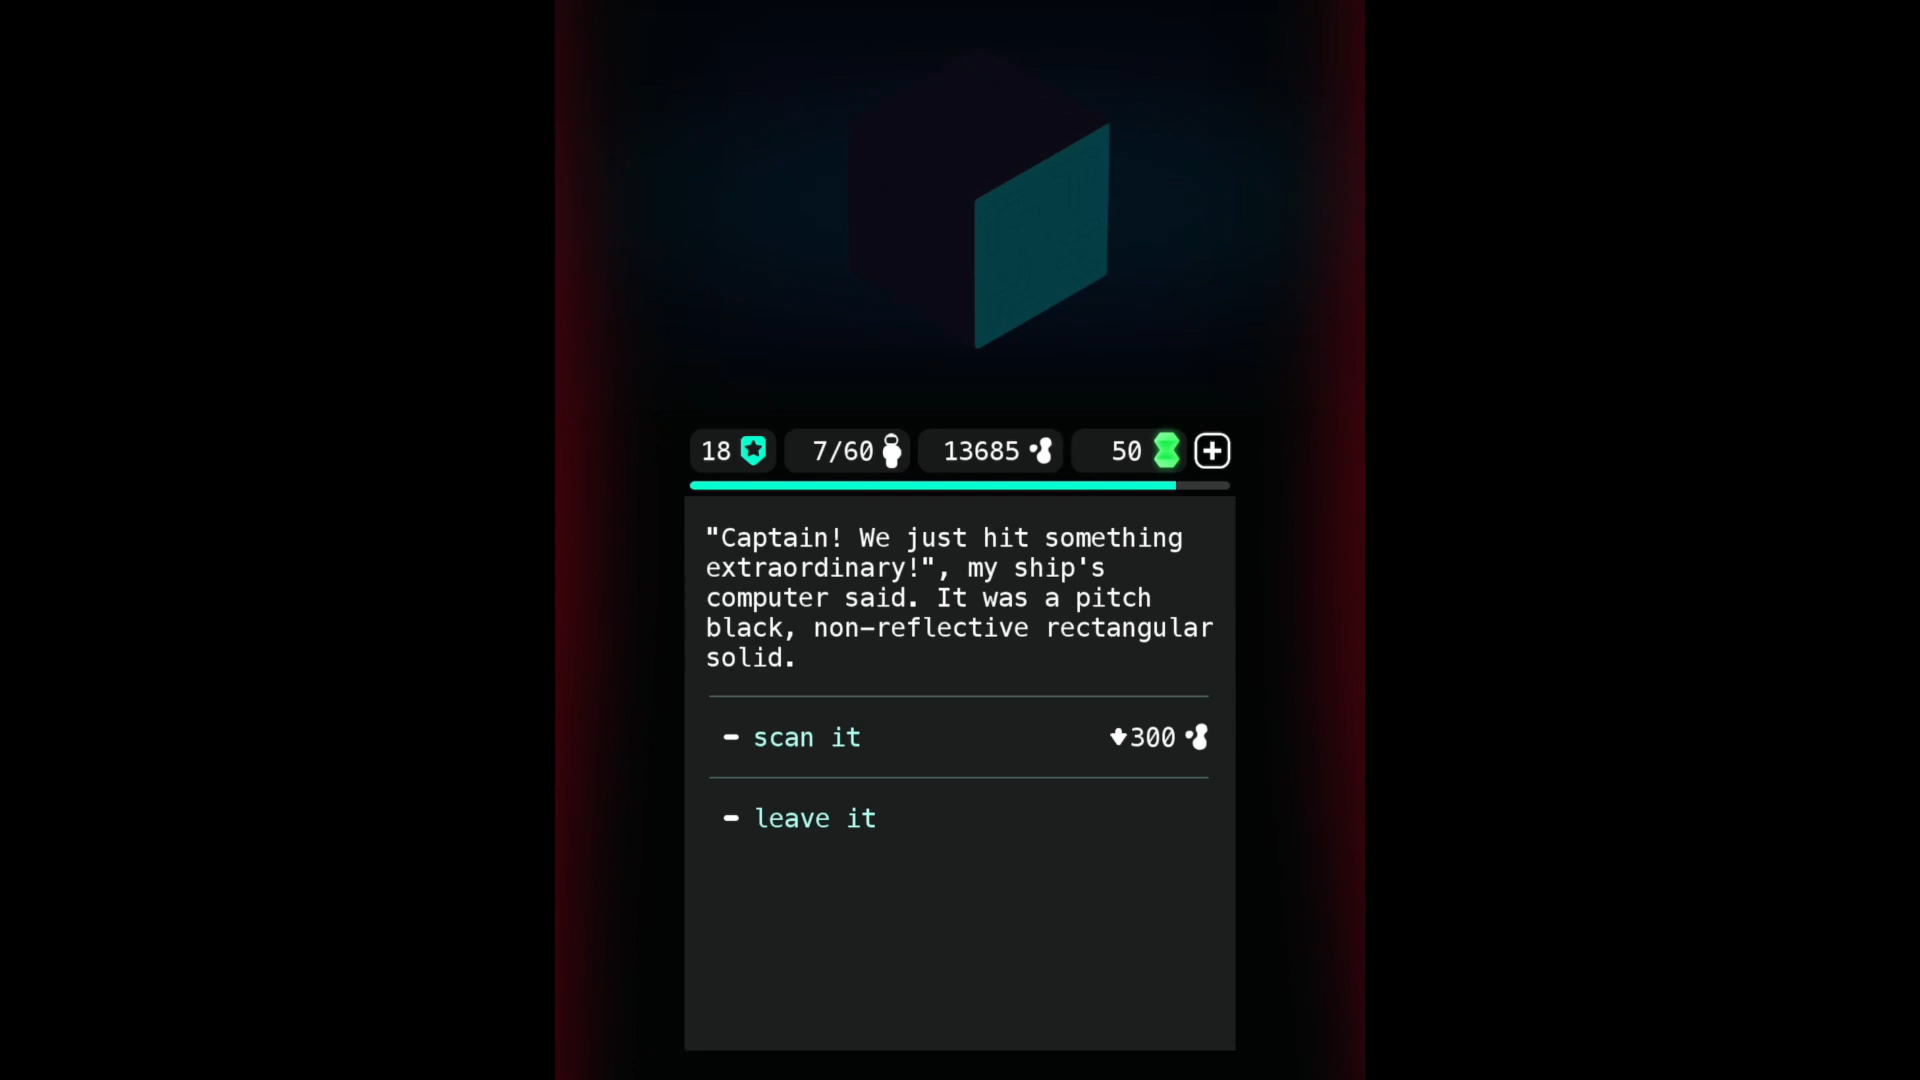 18 7/60 13685 50
"Captain! We just hit something
extraordinary!", my ship's
computer said. It was a pitch
black, non-reflective rectangular
solid.
- scan it 300
- leave it